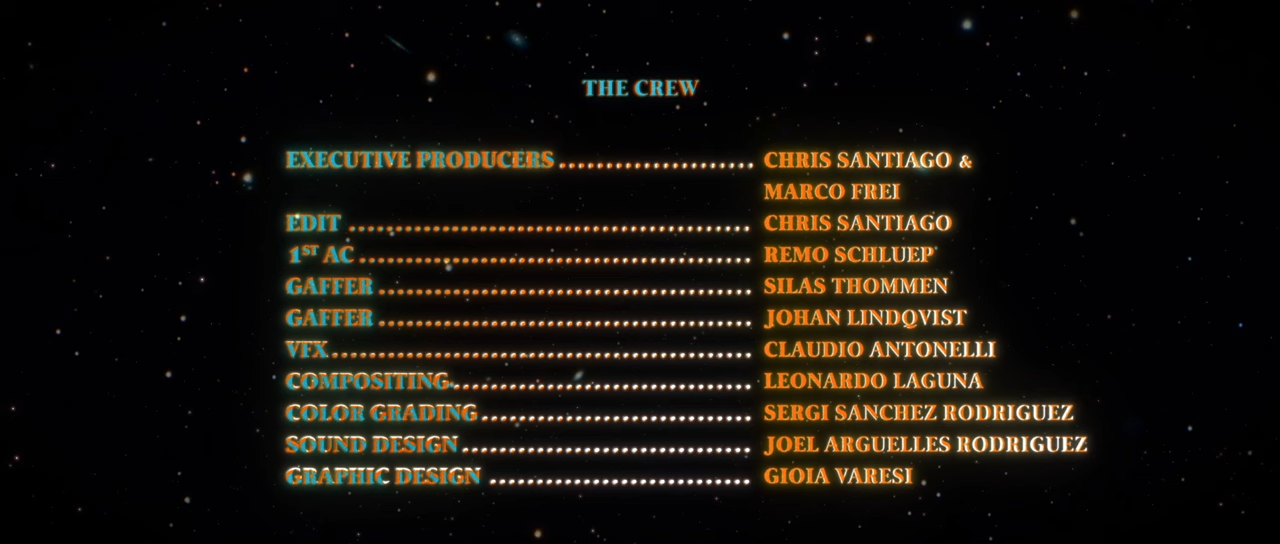 THE CREW
EXECUTIVE PRODUCERS..................... CHRIS SANTIAGO &
MARCO FREI
EDIT ........................................... CHRIS SANTIAGO
1ST AC .......................................... REMO SCHLUEP
GAFFER ........................................ SILAS THOMMEN
GAFFER ........................................ JOHAN LINDQVIST
VFX............................................. CLAUDIO ANTONELLI
COMPOSITING................................ LEONARDO LAGUNA
COLOR GRADING............................. SERGI SANCHEZ RODRIGUEZ
SOUND DESIGN ............................... JOEL ARGUELLES RODRIGUEZ
GRAPHIC DESIGN ............................ GIOIA VARESI